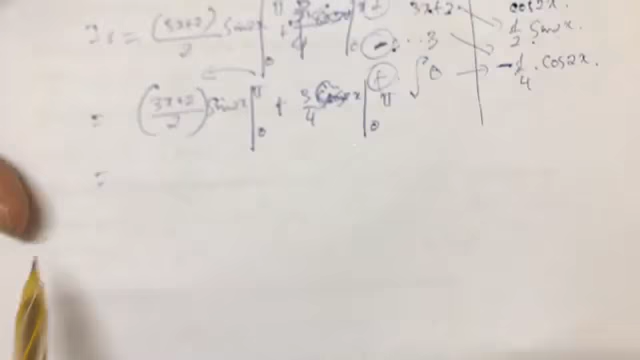 I₁ = (3x+2)/2 sin2x |₀^π + 3/4 cos2x |₀^π
= ((3x+2)/2) sin2x |₀^π + 3/4 cos2x |₀^π
=
+ 3x+2 cos2x.
- ... 3 1/2 sin2x.
+ ∫ 0 → -1/4 . cos2x.